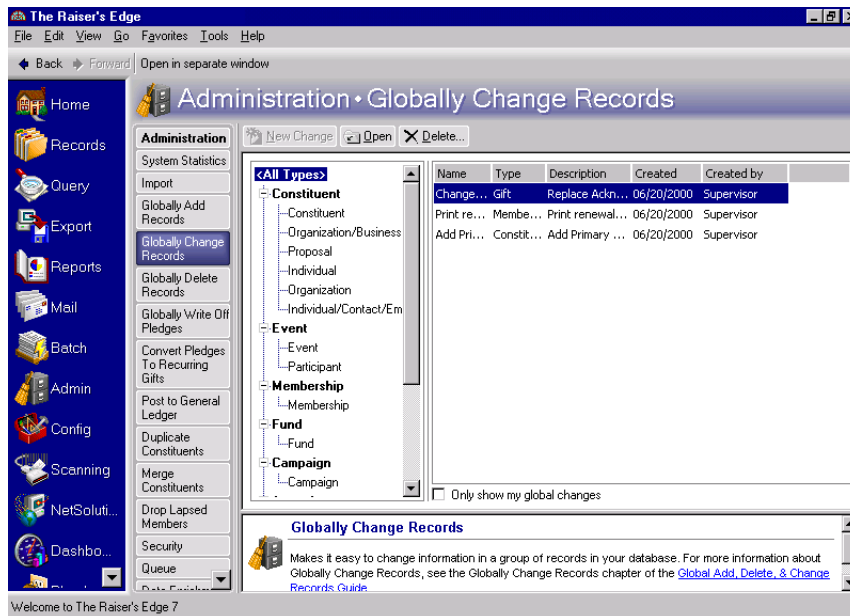 The Raiser's Edge
File Edit View Go Favorites Tools Help
Back Forward Open in separate window
Administration • Globally Change Records
Home
Records
Query
Export
Reports
Mail
Batch
Admin
Config
Scanning
NetSoluti...
Dashbo...
Administration
System Statistics
Import
Globally Add
Records
Globally Change
Records
Globally Delete
Records
Globally Write Off
Pledges
Convert Pledges
To Recurring
Gifts
Post to General
Ledger
Duplicate
Constituents
Merge
Constituents
Drop Lapsed
Members
Security
Queue
New Change Open Delete...
<All Types>
Constituent
Constituent
Organization/Business
Proposal
Individual
Organization
Individual/Contact/Em
Event
Event
Participant
Membership
Membership
Fund
Fund
Campaign
Campaign
Name Type Description Created Created by
Change... Gift Replace Ackn... 06/20/2000 Supervisor
Print re... Membe... Print renewal... 06/20/2000 Supervisor
Add Pri... Constit... Add Primary ... 06/20/2000 Supervisor
Only show my global changes
Globally Change Records
Makes it easy to change information in a group of records in your database. For more information about
Globally Change Records, see the Globally Change Records chapter of the Global Add, Delete, & Change
Records Guide
Welcome to The Raiser's Edge 7